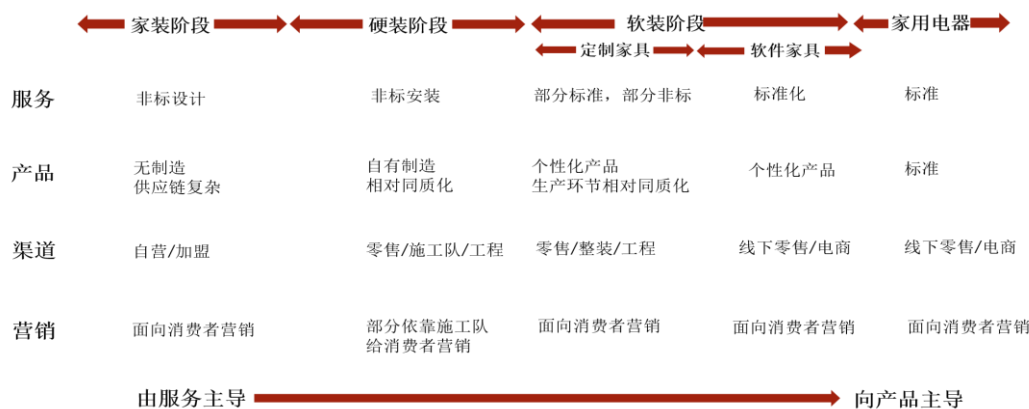 家装阶段 硬装阶段 软装阶段 家用电器
定制家具 软件家具
服务 非标设计 非标安装 部分标准，部分非标 标准化 标准
产品 无制造 自有制造 个性化产品 个性化产品 标准
供应链复杂 相对同质化 生产环节相对同质化
渠道 自营/加盟 零售/施工队/工程 零售/整装/工程 线下零售/电商 线下零售/电商
营销 面向消费者营销 部分依靠施工队 面向消费者营销 面向消费者营销 面向消费者营销
给消费者营销
由服务主导 向产品主导